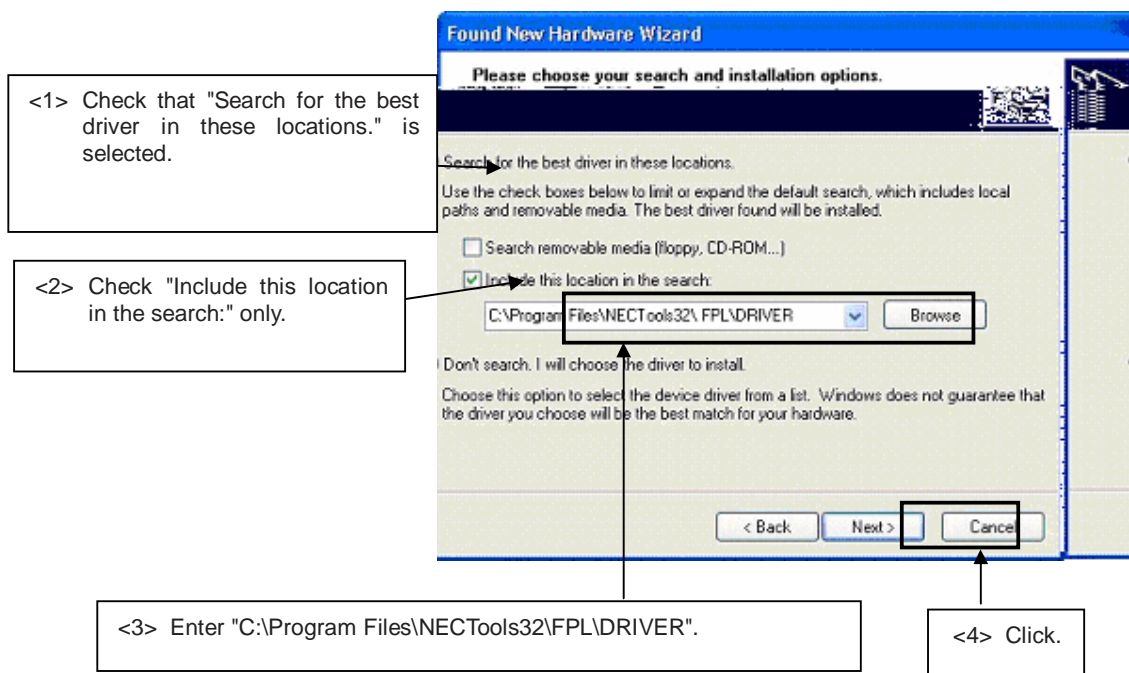 Found New Hardware Wizard
Please choose your search and installation options.
<1> Check that "Search for the best
driver in these locations." is
selected.
Search for the best driver in these locations.
Use the check boxes below to limit or expand the default search, which includes local
paths and removable media. The best driver found will be installed.
Search removable media (floppy, CD-ROM...)
<2> Check "Include this location
in the search:" only.
Include this location in the search:
C:\Program Files\NECTools32\ FPL\DRIVER
Browse
Don't search. I will choose the driver to install.
Choose this option to select the device driver from a list. Windows does not guarantee that
the driver you choose will be the best match for your hardware.
< Back
Next >
Cancel
<3> Enter "C:\Program Files\NECTools32\FPL\DRIVER".
<4> Click.